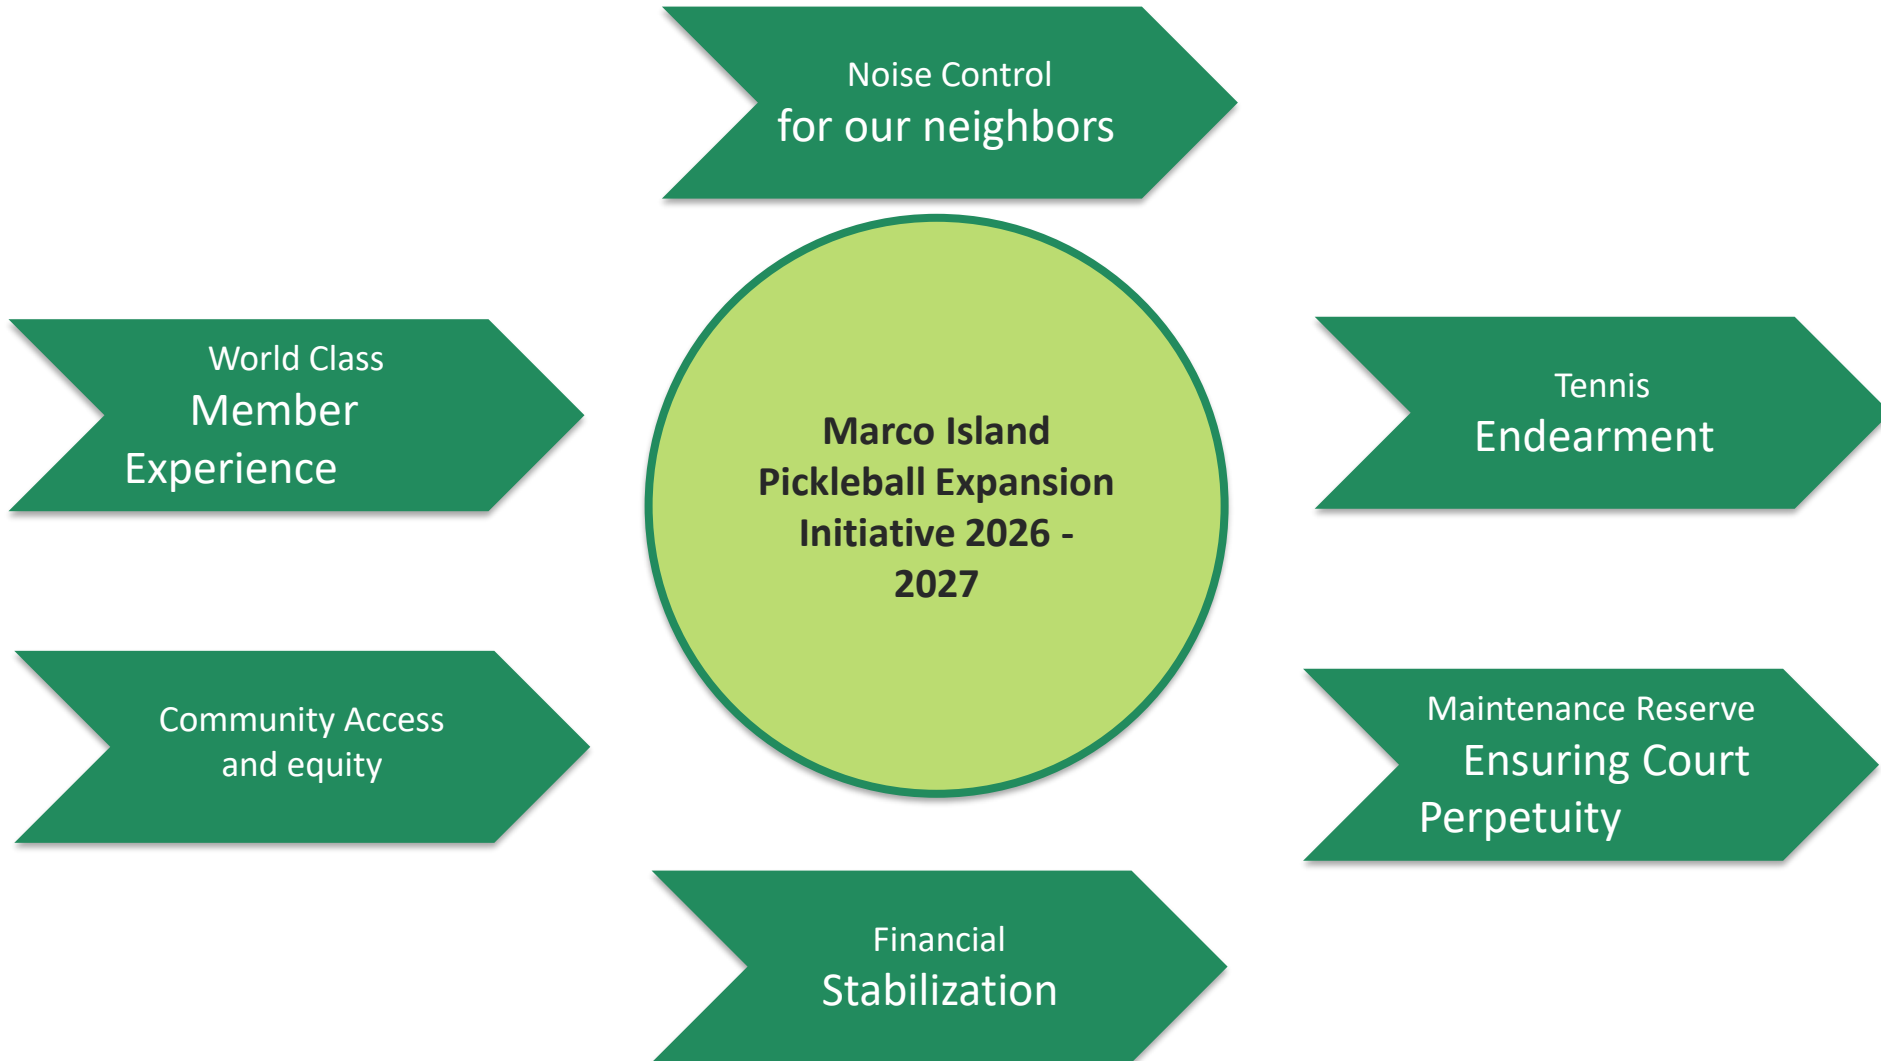 Noise Control
for our neighbors
World Class
Member
Experience
Marco Island
Pickleball Expansion
Initiative 2026 -
2027
Tennis
Endearment
Community Access
and equity
Maintenance Reserve
Ensuring Court
Perpetuity
Financial
Stabilization